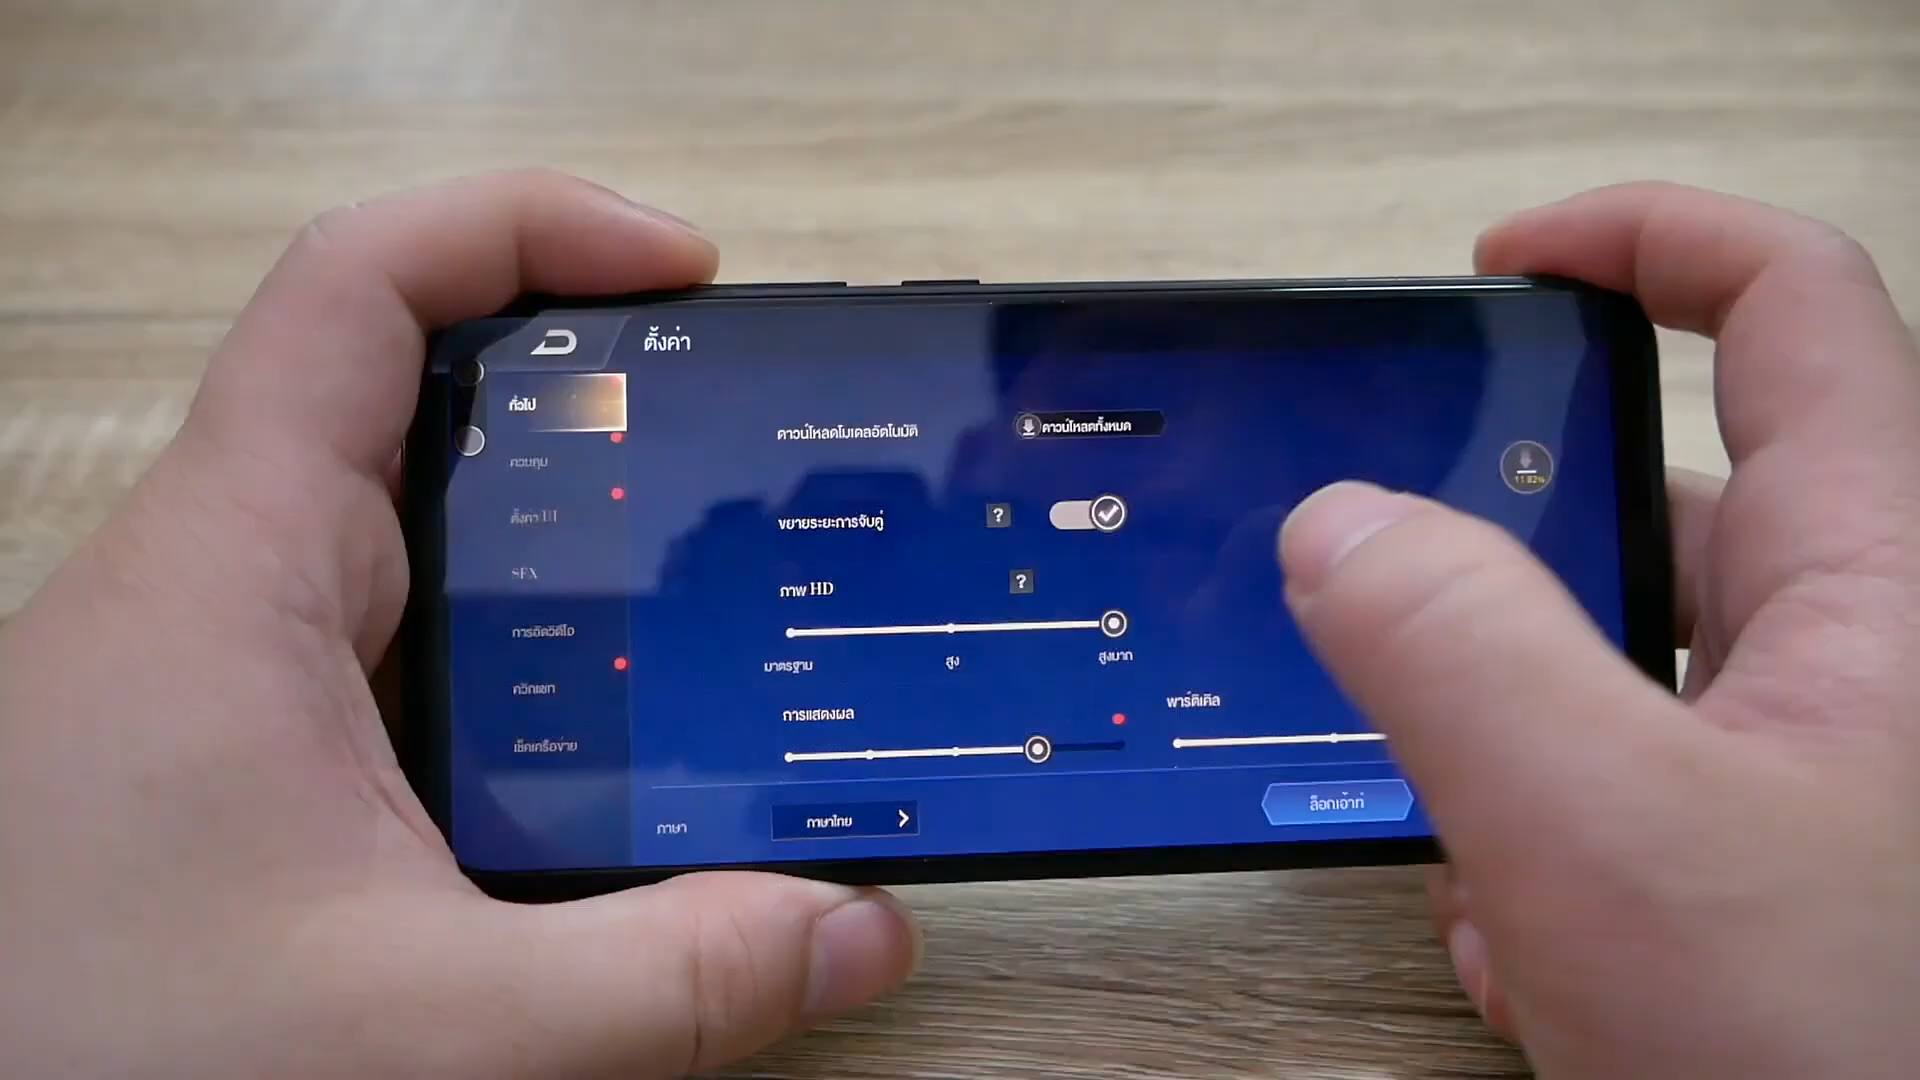 ตั้งค่า
ทั่วไป
ควบคุม
ตั้งค่า UI
SFX
การอัดวิดีโอ
ควิกแชท
เช็คเครือข่าย
ดาวน์โหลดโมเดลอัตโนมัติ
ดาวน์โหลดทั้งหมด
11.82%
ขยายระยะการจับคู่
?
ภาพ HD
?
มาตรฐาน
สูง
สูงมาก
การแสดงผล
พาร์ติเคิล
ภาษา
ภาษาไทย
ล็อกเอ้าท์